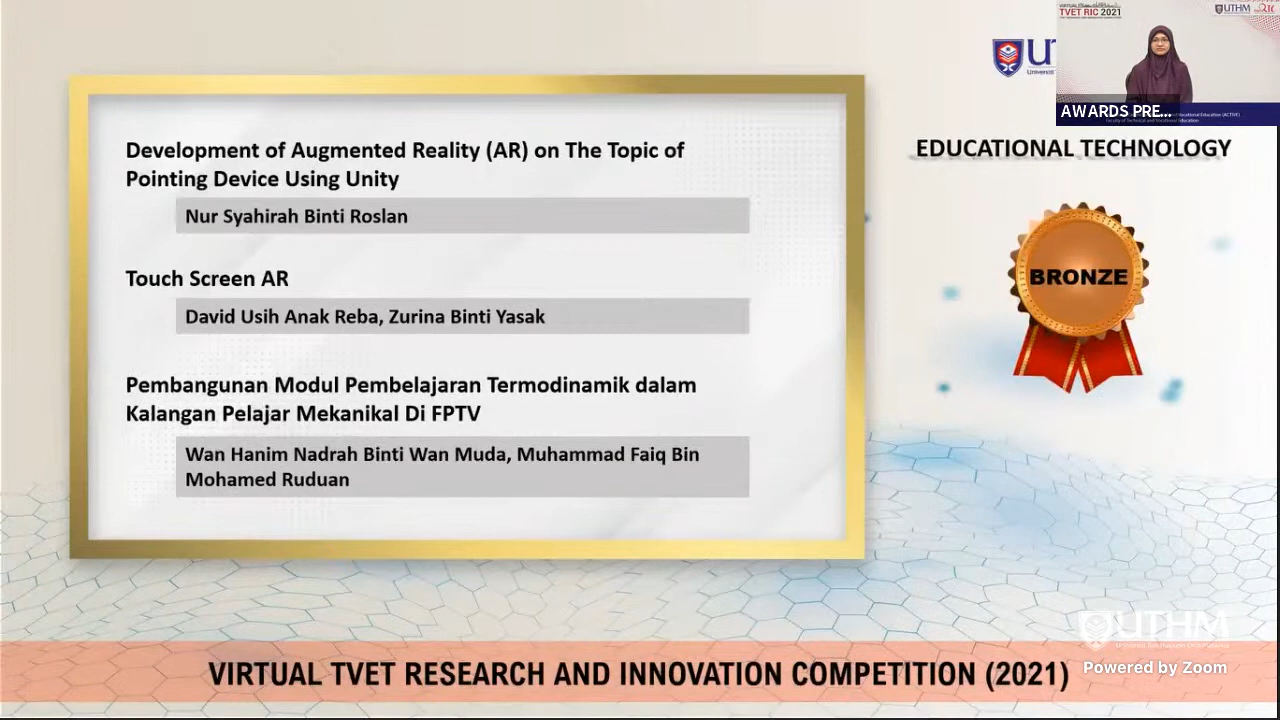 TVET RIC 2021
UTHM
AWARDS PRE...
EDUCATIONAL TECHNOLOGY
BRONZE
Development of Augmented Reality (AR) on The Topic of
Pointing Device Using Unity
Nur Syahirah Binti Roslan
Touch Screen AR
David Usih Anak Reba, Zurina Binti Yasak
Pembangunan Modul Pembelajaran Termodinamik dalam
Kalangan Pelajar Mekanikal Di FPTV
Wan Hanim Nadrah Binti Wan Muda, Muhammad Faiq Bin
Mohamed Ruduan
UTHM
Powered by Zoom
VIRTUAL TVET RESEARCH AND INNOVATION COMPETITION (2021)